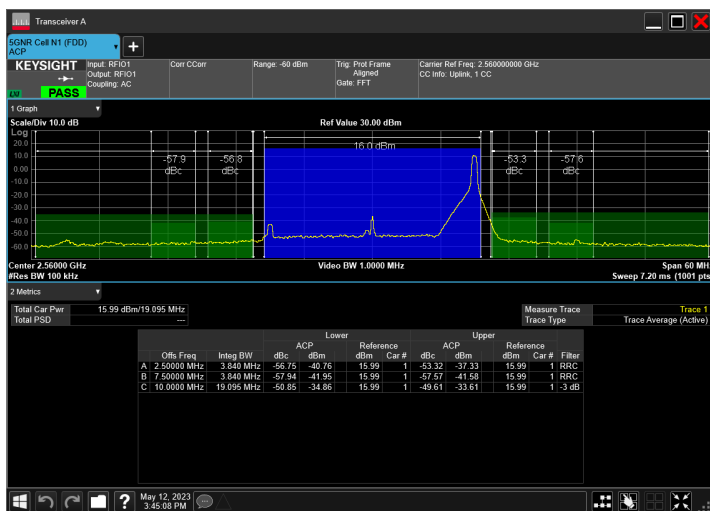 Transceiver A
5GNR Cell N1 (FDD)
ACP
KEYSIGHT
LXI
PASS
Input: RFIO1
Output: RFIO1
Coupling: AC
Corr CCorr
Range: -60 dBm
Trig: Prot Frame
Aligned
Gate: FFT
Carrier Ref Freq: 2.560000000 GHz
CC Info: Uplink, 1 CC
1 Graph
Scale/Div 10.0 dB
Ref Value 30.00 dBm
Log
20.0
10.0
0.00
-10.0
-20.0
-30.0
-40.0
-50.0
-60.0
-57.9
dBc
-56.8
dBc
16.0 dBm
-53.3
dBc
-57.6
dBc
Center 2.56000 GHz
Video BW 1.0000 MHz
Span 60 MH
#Res BW 100 kHz
Sweep 7.20 ms (1001 pts
2 Metrics
Total Car Pwr 15.99 dBm/19.095 MHz
Total PSD ---
Measure Trace Trace 1
Trace Type Trace Average (Active)
Lower Upper
ACP Reference ACP Reference
Offs Freq Integ BW dBc dBm dBm Car # dBc dBm dBm Car # Filter
A 2.50000 MHz 3.840 MHz -56.75 -40.76 15.99 1 -53.32 -37.33 15.99 1 RRC
B 7.50000 MHz 3.840 MHz -57.94 -41.95 15.99 1 -57.57 -41.58 15.99 1 RRC
C 10.0000 MHz 19.095 MHz -50.85 -34.86 15.99 1 -49.61 -33.61 15.99 1 -3 dB
May 12, 2023
3:45:08 PM